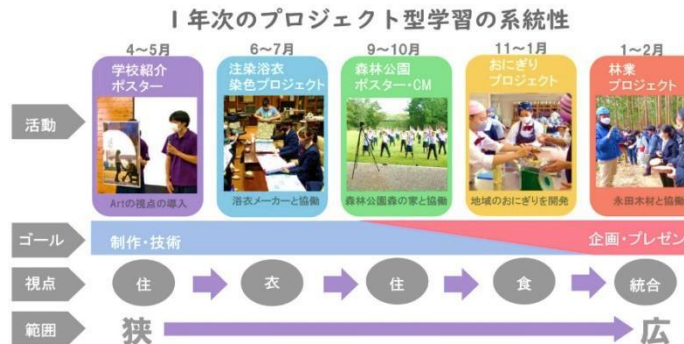 1年次のプロジェクト型学習の系統性
4～5月
6～7月
9～10月
11～1月
1～2月
活動
学校紹介
ポスター
Artの視点の導入
注染浴衣
染色プロジェクト
浴衣メーカーと協働
森林公園
ポスター・CM
森林公園森の家と協働
おにぎり
プロジェクト
地域のおにぎりを開発
林業
プロジェクト
永田木材と協働
ゴール
制作・技術
企画・プレゼン
視点
住
衣
住
食
統合
範囲
狭
広